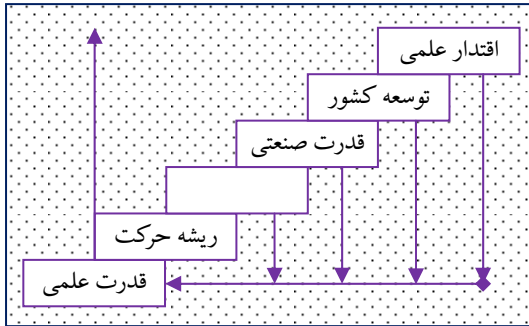 اقتدار علمی
توسعه کشور
قدرت صنعتی
ریشه حرکت
قدرت علمی